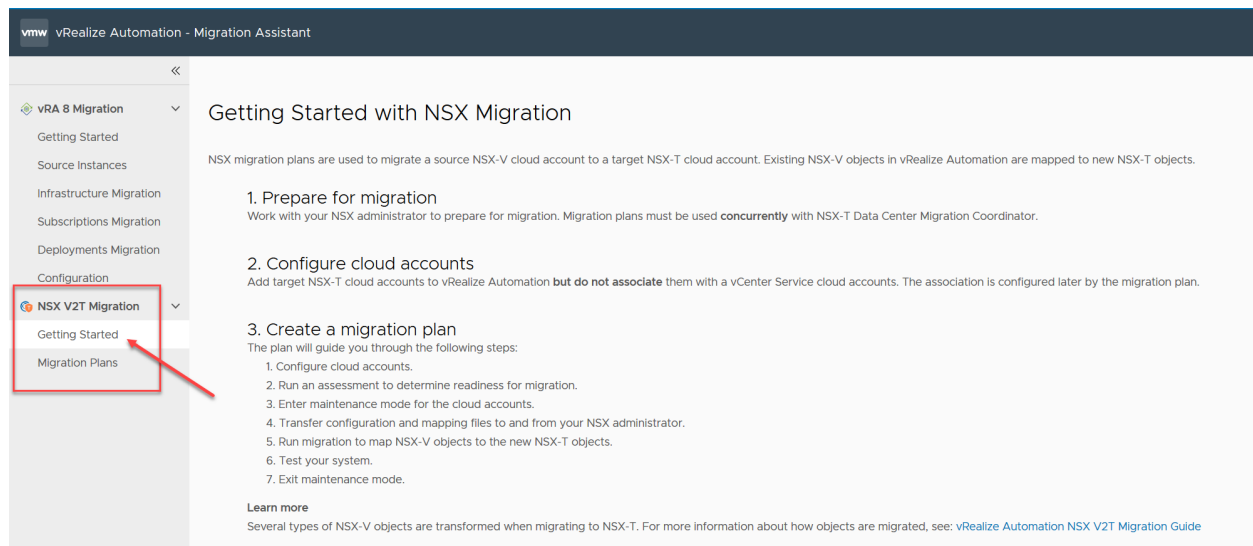 vmw vRealize Automation - Migration Assistant
vRA 8 Migration
Getting Started
Source Instances
Infrastructure Migration
Subscriptions Migration
Deployments Migration
Configuration
NSX V2T Migration
Getting Started
Migration Plans
Getting Started with NSX Migration
NSX migration plans are used to migrate a source NSX-V cloud account to a target NSX-T cloud account. Existing NSX-V objects in vRealize Automation are mapped to new NSX-T objects.
1. Prepare for migration
Work with your NSX administrator to prepare for migration. Migration plans must be used concurrently with NSX-T Data Center Migration Coordinator.
2. Configure cloud accounts
Add target NSX-T cloud accounts to vRealize Automation but do not associate them with a vCenter Service cloud accounts. The association is configured later by the migration plan.
3. Create a migration plan
The plan will guide you through the following steps:
1. Configure cloud accounts.
2. Run an assessment to determine readiness for migration.
3. Enter maintenance mode for the cloud accounts.
4. Transfer configuration and mapping files to and from your NSX administrator.
5. Run migration to map NSX-V objects to the new NSX-T objects.
6. Test your system.
7. Exit maintenance mode.
Learn more
Several types of NSX-V objects are transformed when migrating to NSX-T. For more information about how objects are migrated, see: vRealize Automation NSX V2T Migration Guide